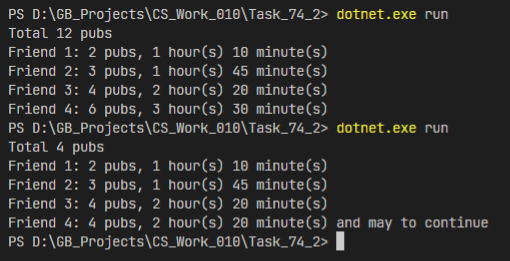 PS D:\GB_Projects\CS_Work_010\Task_74_2> dotnet.exe run
Total 12 pubs
Friend 1: 2 pubs, 1 hour(s) 10 minute(s)
Friend 2: 3 pubs, 1 hour(s) 45 minute(s)
Friend 3: 4 pubs, 2 hour(s) 20 minute(s)
Friend 4: 6 pubs, 3 hour(s) 30 minute(s)
PS D:\GB_Projects\CS_Work_010\Task_74_2> dotnet.exe run
Total 4 pubs
Friend 1: 2 pubs, 1 hour(s) 10 minute(s)
Friend 2: 3 pubs, 1 hour(s) 45 minute(s)
Friend 3: 4 pubs, 2 hour(s) 20 minute(s)
Friend 4: 4 pubs, 2 hour(s) 20 minute(s) and may to continue
PS D:\GB_Projects\CS_Work_010\Task_74_2>